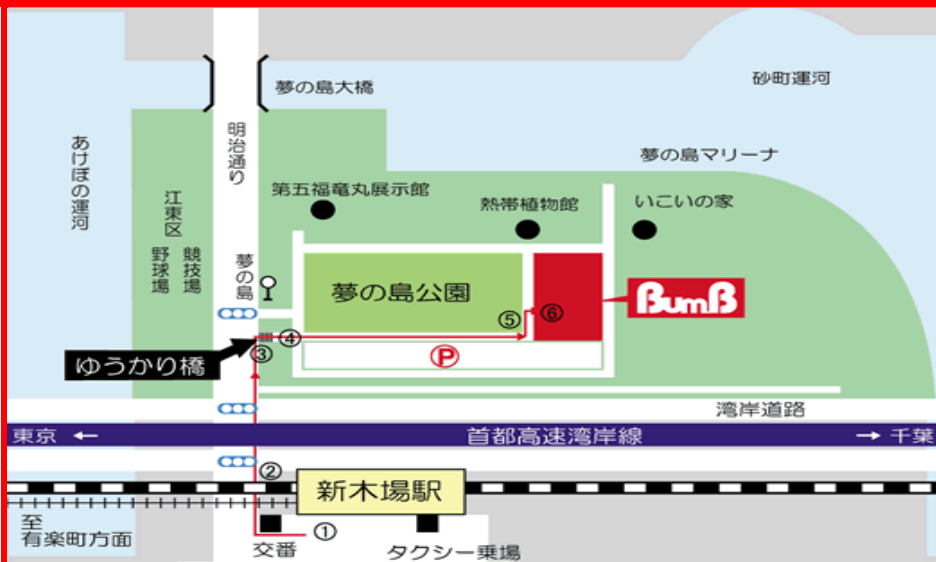 夢の島大橋
砂町運河
明治通り
あけぼの運河
夢の島マリーナ
第五福竜丸展示館
熱帯植物館
いこいの家
江東区
野球場
競技場
夢の島
夢の島公園
BumB
⑤
⑥
④
③
ゆうかり橋
P
湾岸道路
東京 ←
首都高速湾岸線
→ 千葉
②
新木場駅
至
有楽町方面
①
交番
タクシー乗場